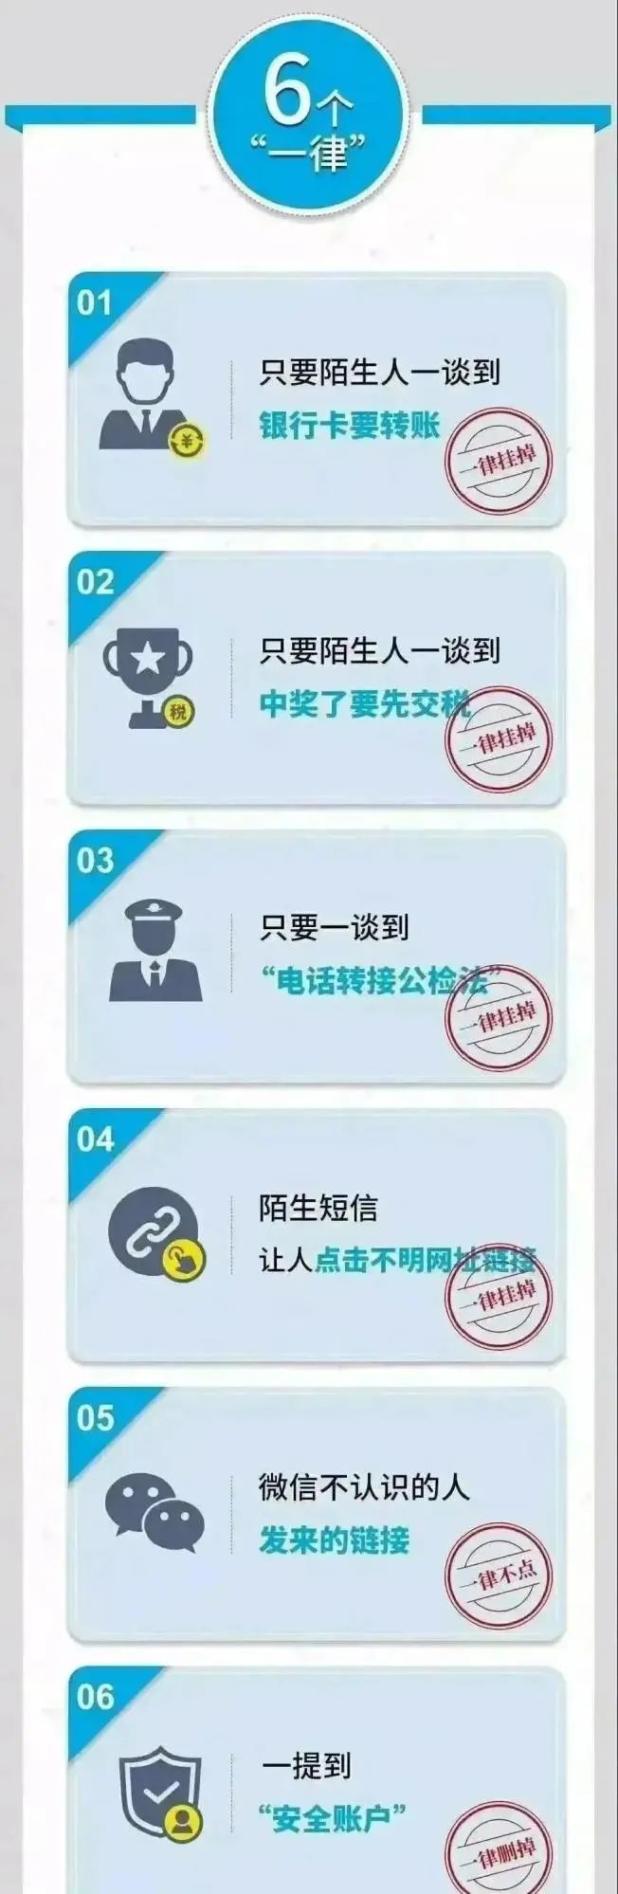 6个
“一律”
01
只要陌生人一谈到
银行卡要转账
一律挂掉
02
只要陌生人一谈到
中奖了要先交税
税
一律挂掉
03
只要一谈到
“电话转接公检法”
一律挂掉
04
陌生短信
让人点击不明网址链接
一律挂掉
05
微信不认识的人
发来的链接
一律不点
06
一提到
“安全账户”
一律删掉